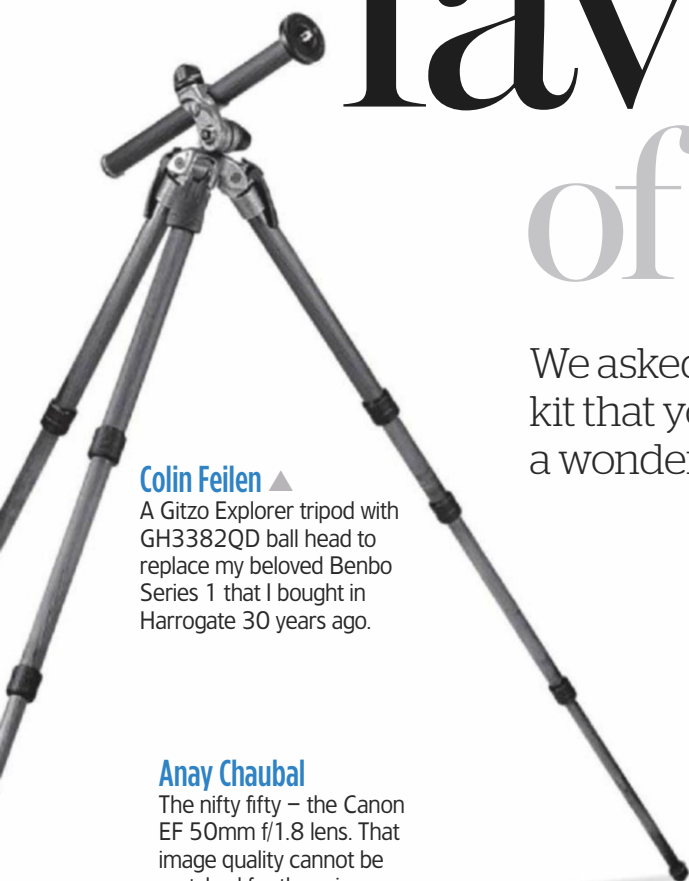 fav
of
We asked
kit that yo
a wonder
Colin Feilen
A Gitzo Explorer tripod with
GH3382QD ball head to
replace my beloved Benbo
Series 1 that I bought in
Harrogate 30 years ago.
Anay Chaubal
The nifty fifty – the Canon
EF 50mm f/1.8 lens. That
image quality cannot be